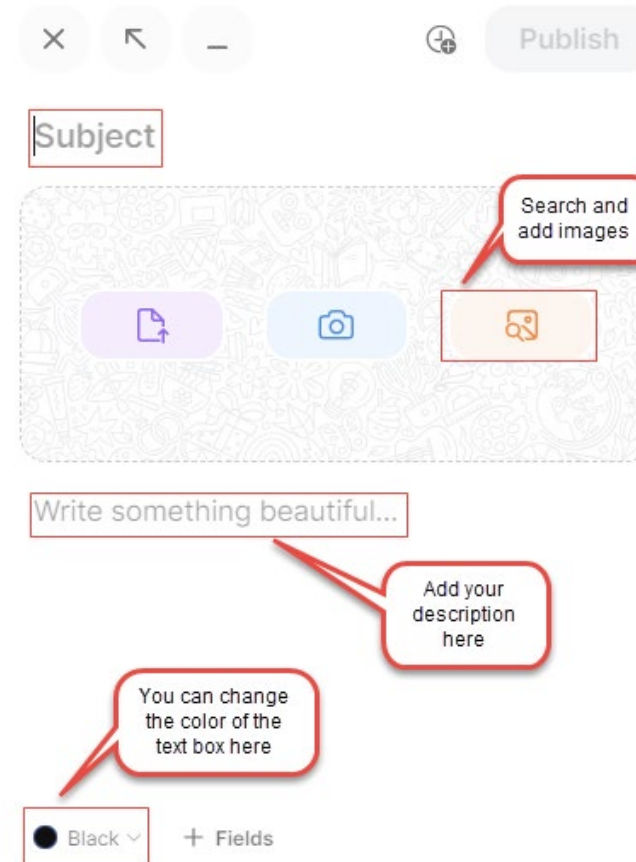 Publish
Subject
Search and
add images
Write something beautiful...
Add your
description
here
You can change
the color of the
text box here
Black
+ Fields